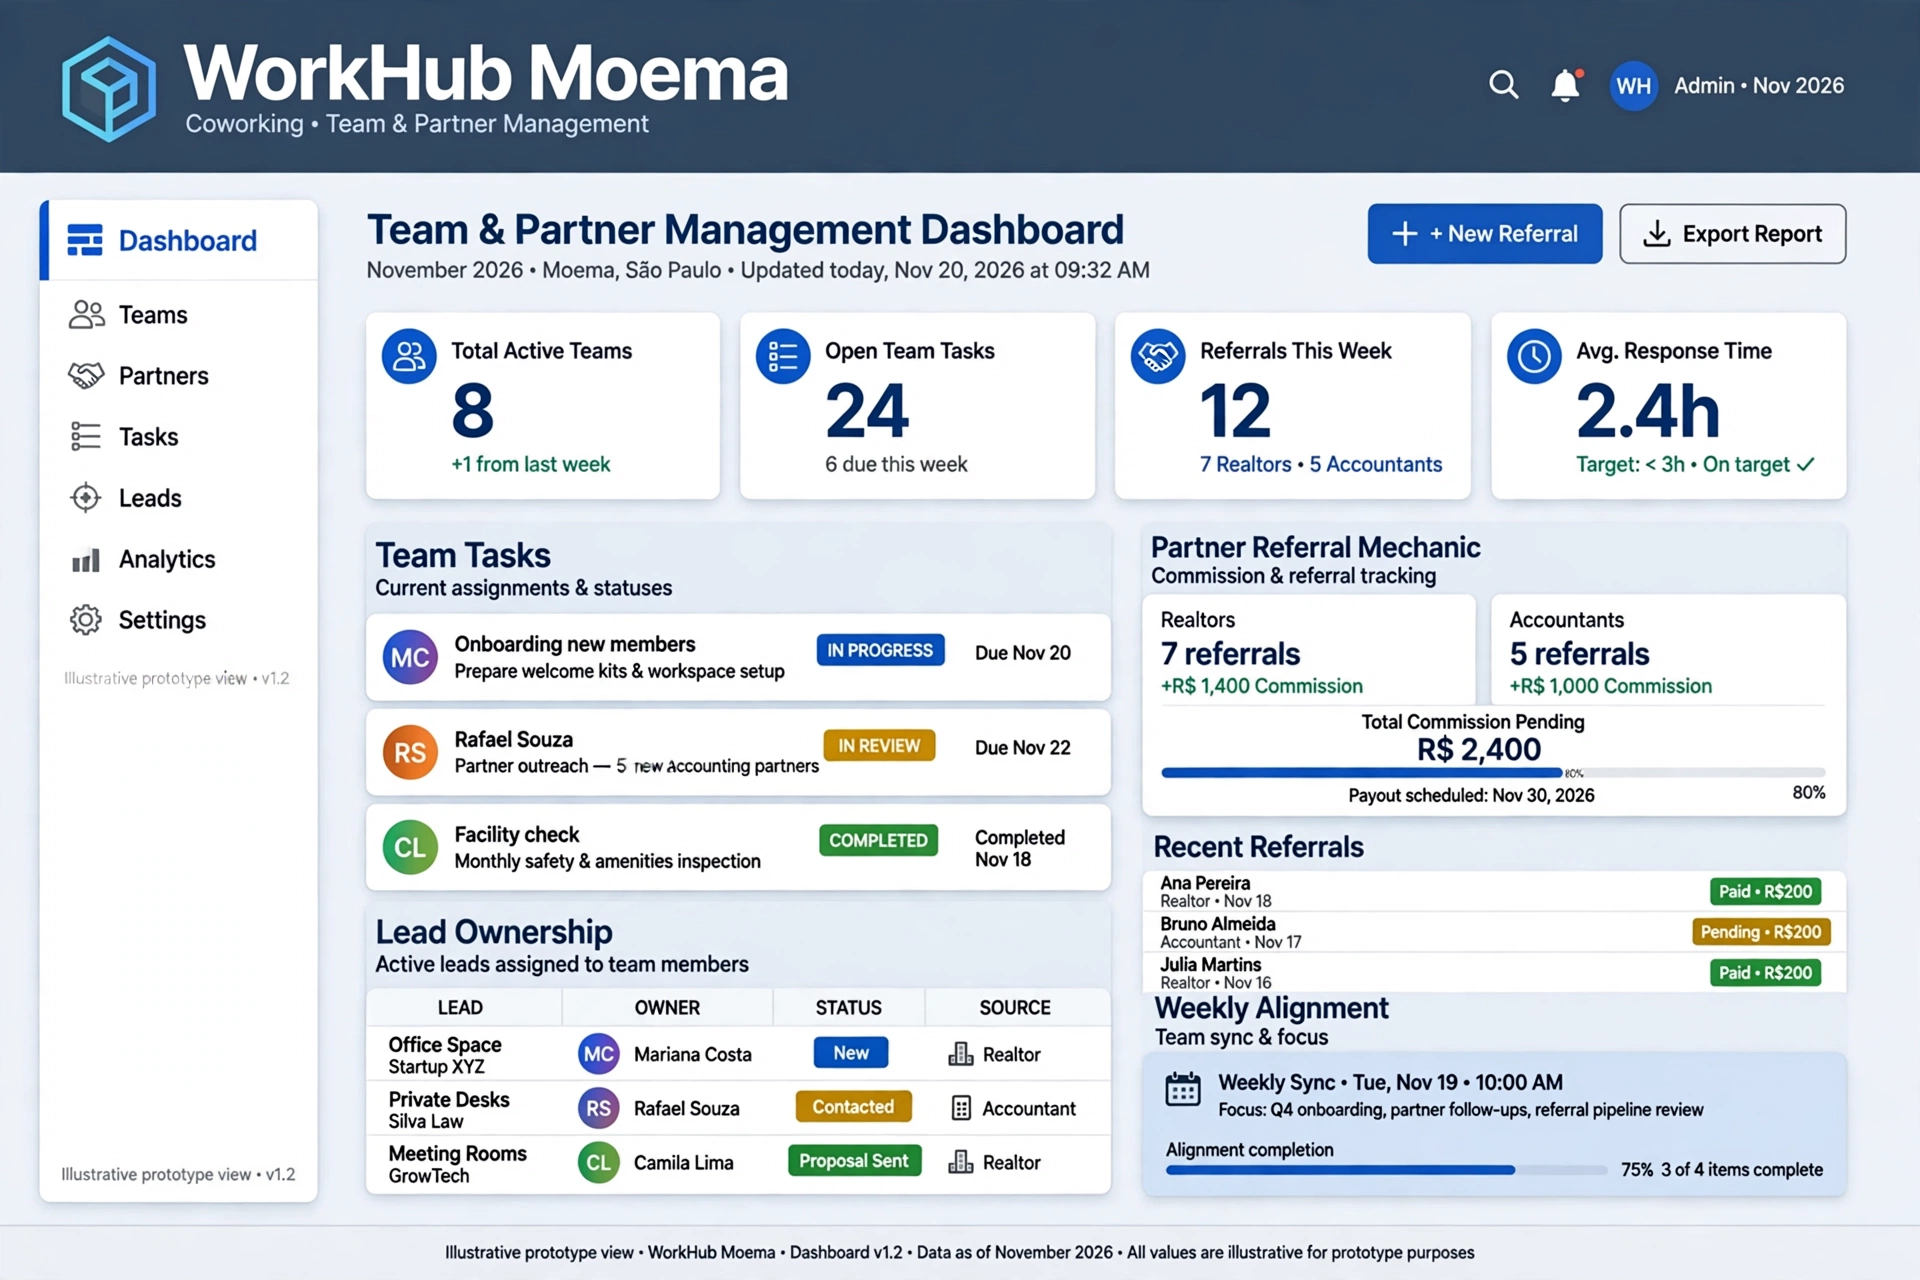 WorkHub Moema
Coworking • Team & Partner Management
WH
Admin • Nov 2026
Dashboard
Teams
Partners
Tasks
Leads
Analytics
Settings
Illustrative prototype view • v1.2
Illustrative prototype view • v1.2
Team & Partner Management Dashboard
November 2026 • Moema, São Paulo • Updated today, Nov 20, 2026 at 09:32 AM
+ New Referral
Export Report
Total Active Teams
8
+1 from last week
Open Team Tasks
24
6 due this week
Referrals This Week
12
7 Realtors • 5 Accountants
Avg. Response Time
2.4h
Target: < 3h • On target ✓
Team Tasks
Current assignments & statuses
MC
Onboarding new members
Prepare welcome kits & workspace setup
IN PROGRESS
Due Nov 20
RS
Rafael Souza
Partner outreach — 5 new Accounting partners
IN REVIEW
Due Nov 22
CL
Facility check
Monthly safety & amenities inspection
COMPLETED
Completed
Nov 18
Lead Ownership
Active leads assigned to team members
LEAD OWNER STATUS SOURCE
Office Space
Startup XYZ
MC
Mariana Costa
New
Realtor
Private Desks
Silva Law
RS
Rafael Souza
Contacted
Accountant
Meeting Rooms
GrowTech
CL
Camila Lima
Proposal Sent
Realtor
Partner Referral Mechanic
Commission & referral tracking
Realtors
7 referrals
+R$ 1,400 Commission
Accountants
5 referrals
+R$ 1,000 Commission
Total Commission Pending
R$ 2,400
80%
Payout scheduled: Nov 30, 2026
80%
Recent Referrals
Ana Pereira
Realtor • Nov 18
Paid • R$200
Bruno Almeida
Accountant • Nov 17
Pending • R$200
Julia Martins
Realtor • Nov 16
Paid • R$200
Weekly Alignment
Team sync & focus
Weekly Sync • Tue, Nov 19 • 10:00 AM
Focus: Q4 onboarding, partner follow-ups, referral pipeline review
Alignment completion
75% 3 of 4 items complete
Illustrative prototype view • WorkHub Moema • Dashboard v1.2 • Data as of November 2026 • All values are illustrative for prototype purposes